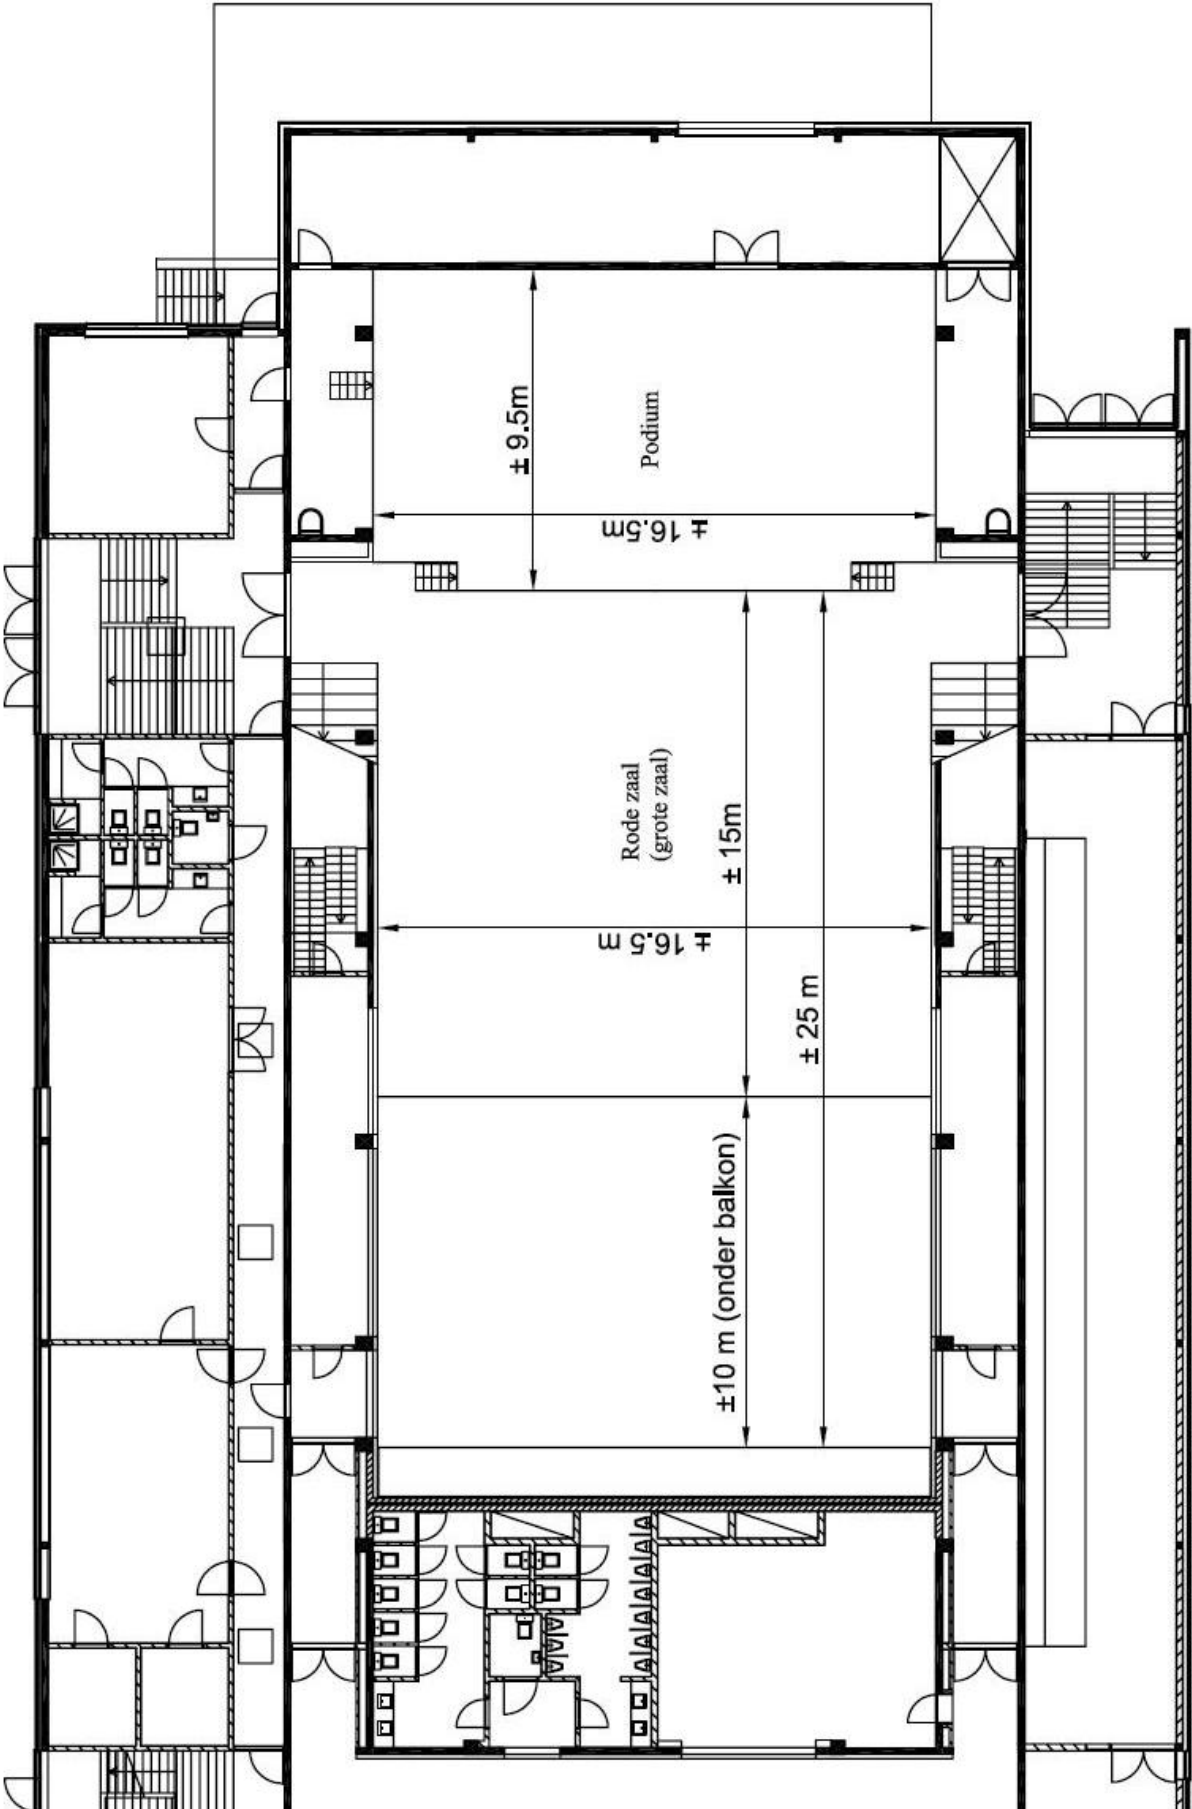 ± 9.5m
Podium
± 16.5m
Rode zaal
(grote zaal)
± 15m
± 16.5 m
± 25 m
±10 m (onder balkon)